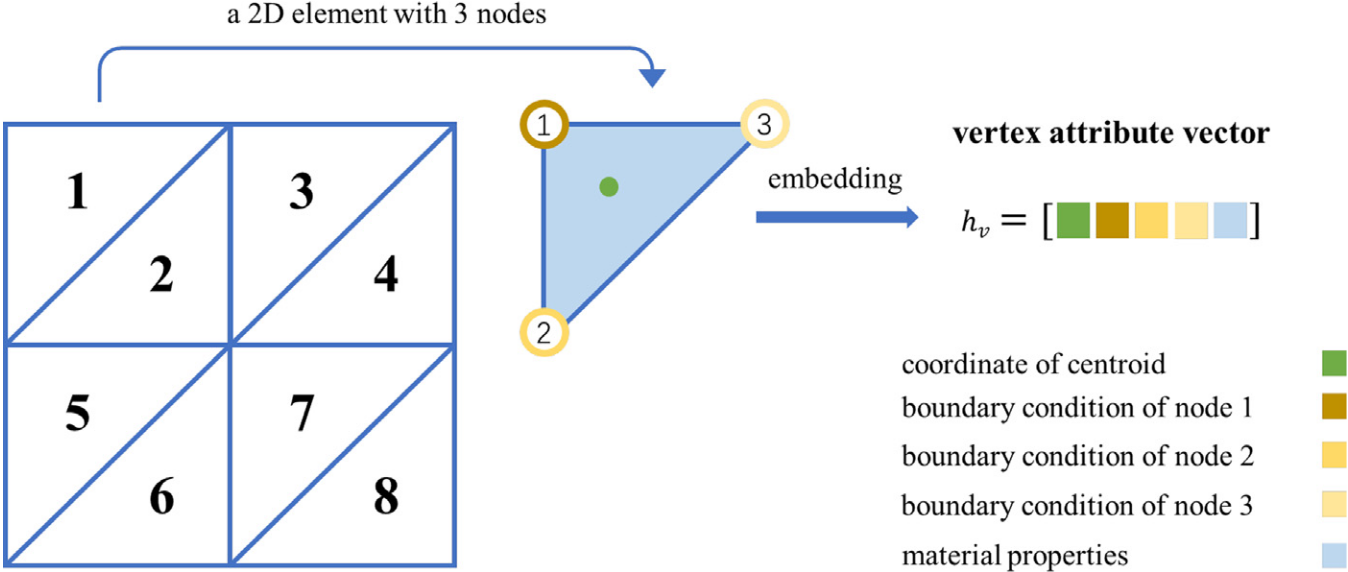 a 2D element with 3 nodes
1
2
3
4
5
6
7
8
1
3
2
embedding
vertex attribute vector
hᵥ = [ ]
coordinate of centroid
boundary condition of node 1
boundary condition of node 2
boundary condition of node 3
material properties